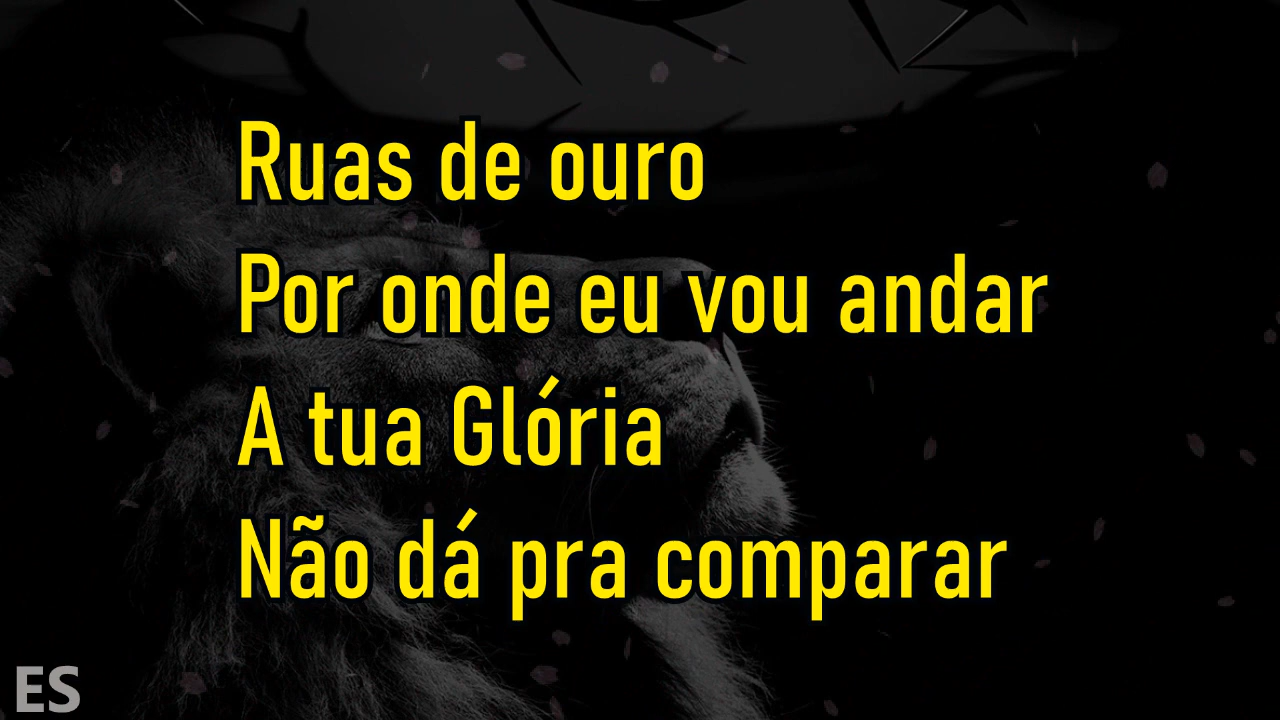 Ruas de ouro
Por onde eu vou andar
A tua Glória
Não dá pra comparar
ES